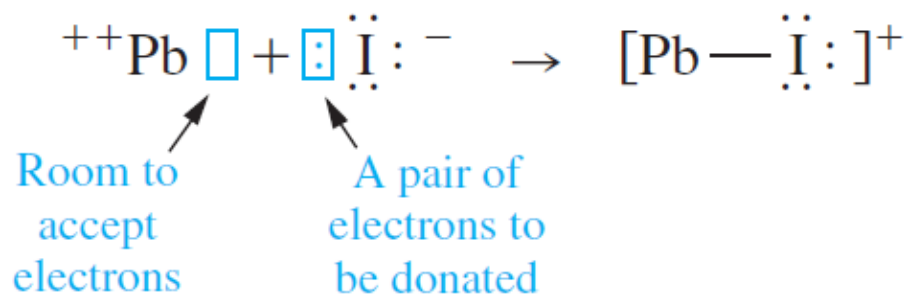 ++Pb □ + : I : − → [Pb — I : ]+
Room to
accept
electrons
A pair of
electrons to
be donated